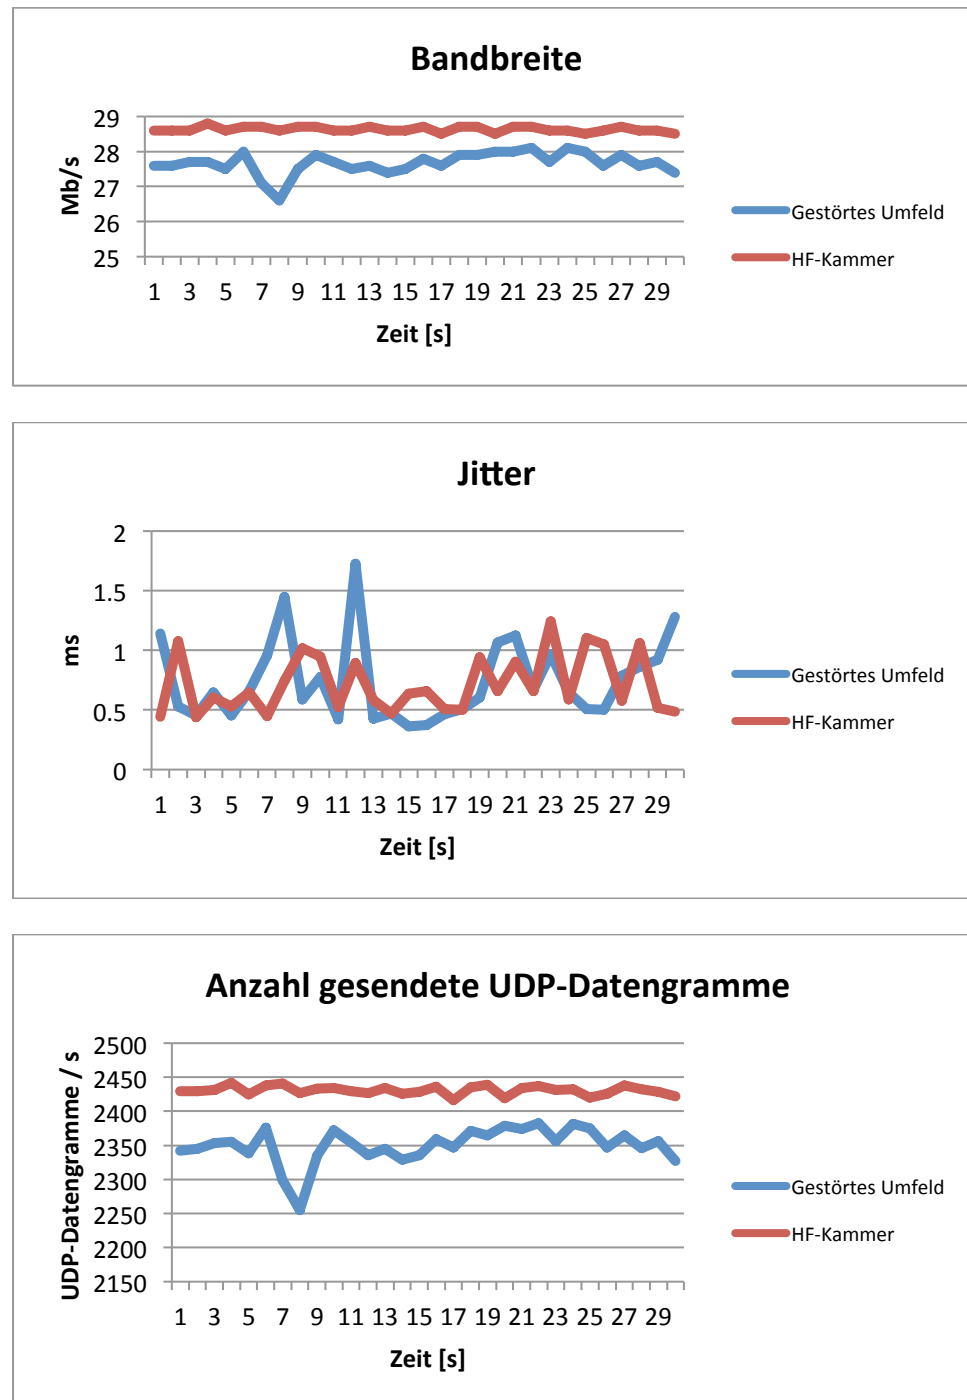 Bandbreite
29
28
27
26
25
Mb/s
1 3 5 7 9 11 13 15 17 19 21 23 25 27 29
Zeit [s]
Gestörtes Umfeld
HF-Kammer
Jitter
2
1.5
1
0.5
0
ms
1 3 5 7 9 11 13 15 17 19 21 23 25 27 29
Zeit [s]
Gestörtes Umfeld
HF-Kammer
Anzahl gesendete UDP-Datengramme
2500
2450
2400
2350
2300
2250
2200
2150
UDP-Datengramme / s
1 3 5 7 9 11 13 15 17 19 21 23 25 27 29
Zeit [s]
Gestörtes Umfeld
HF-Kammer